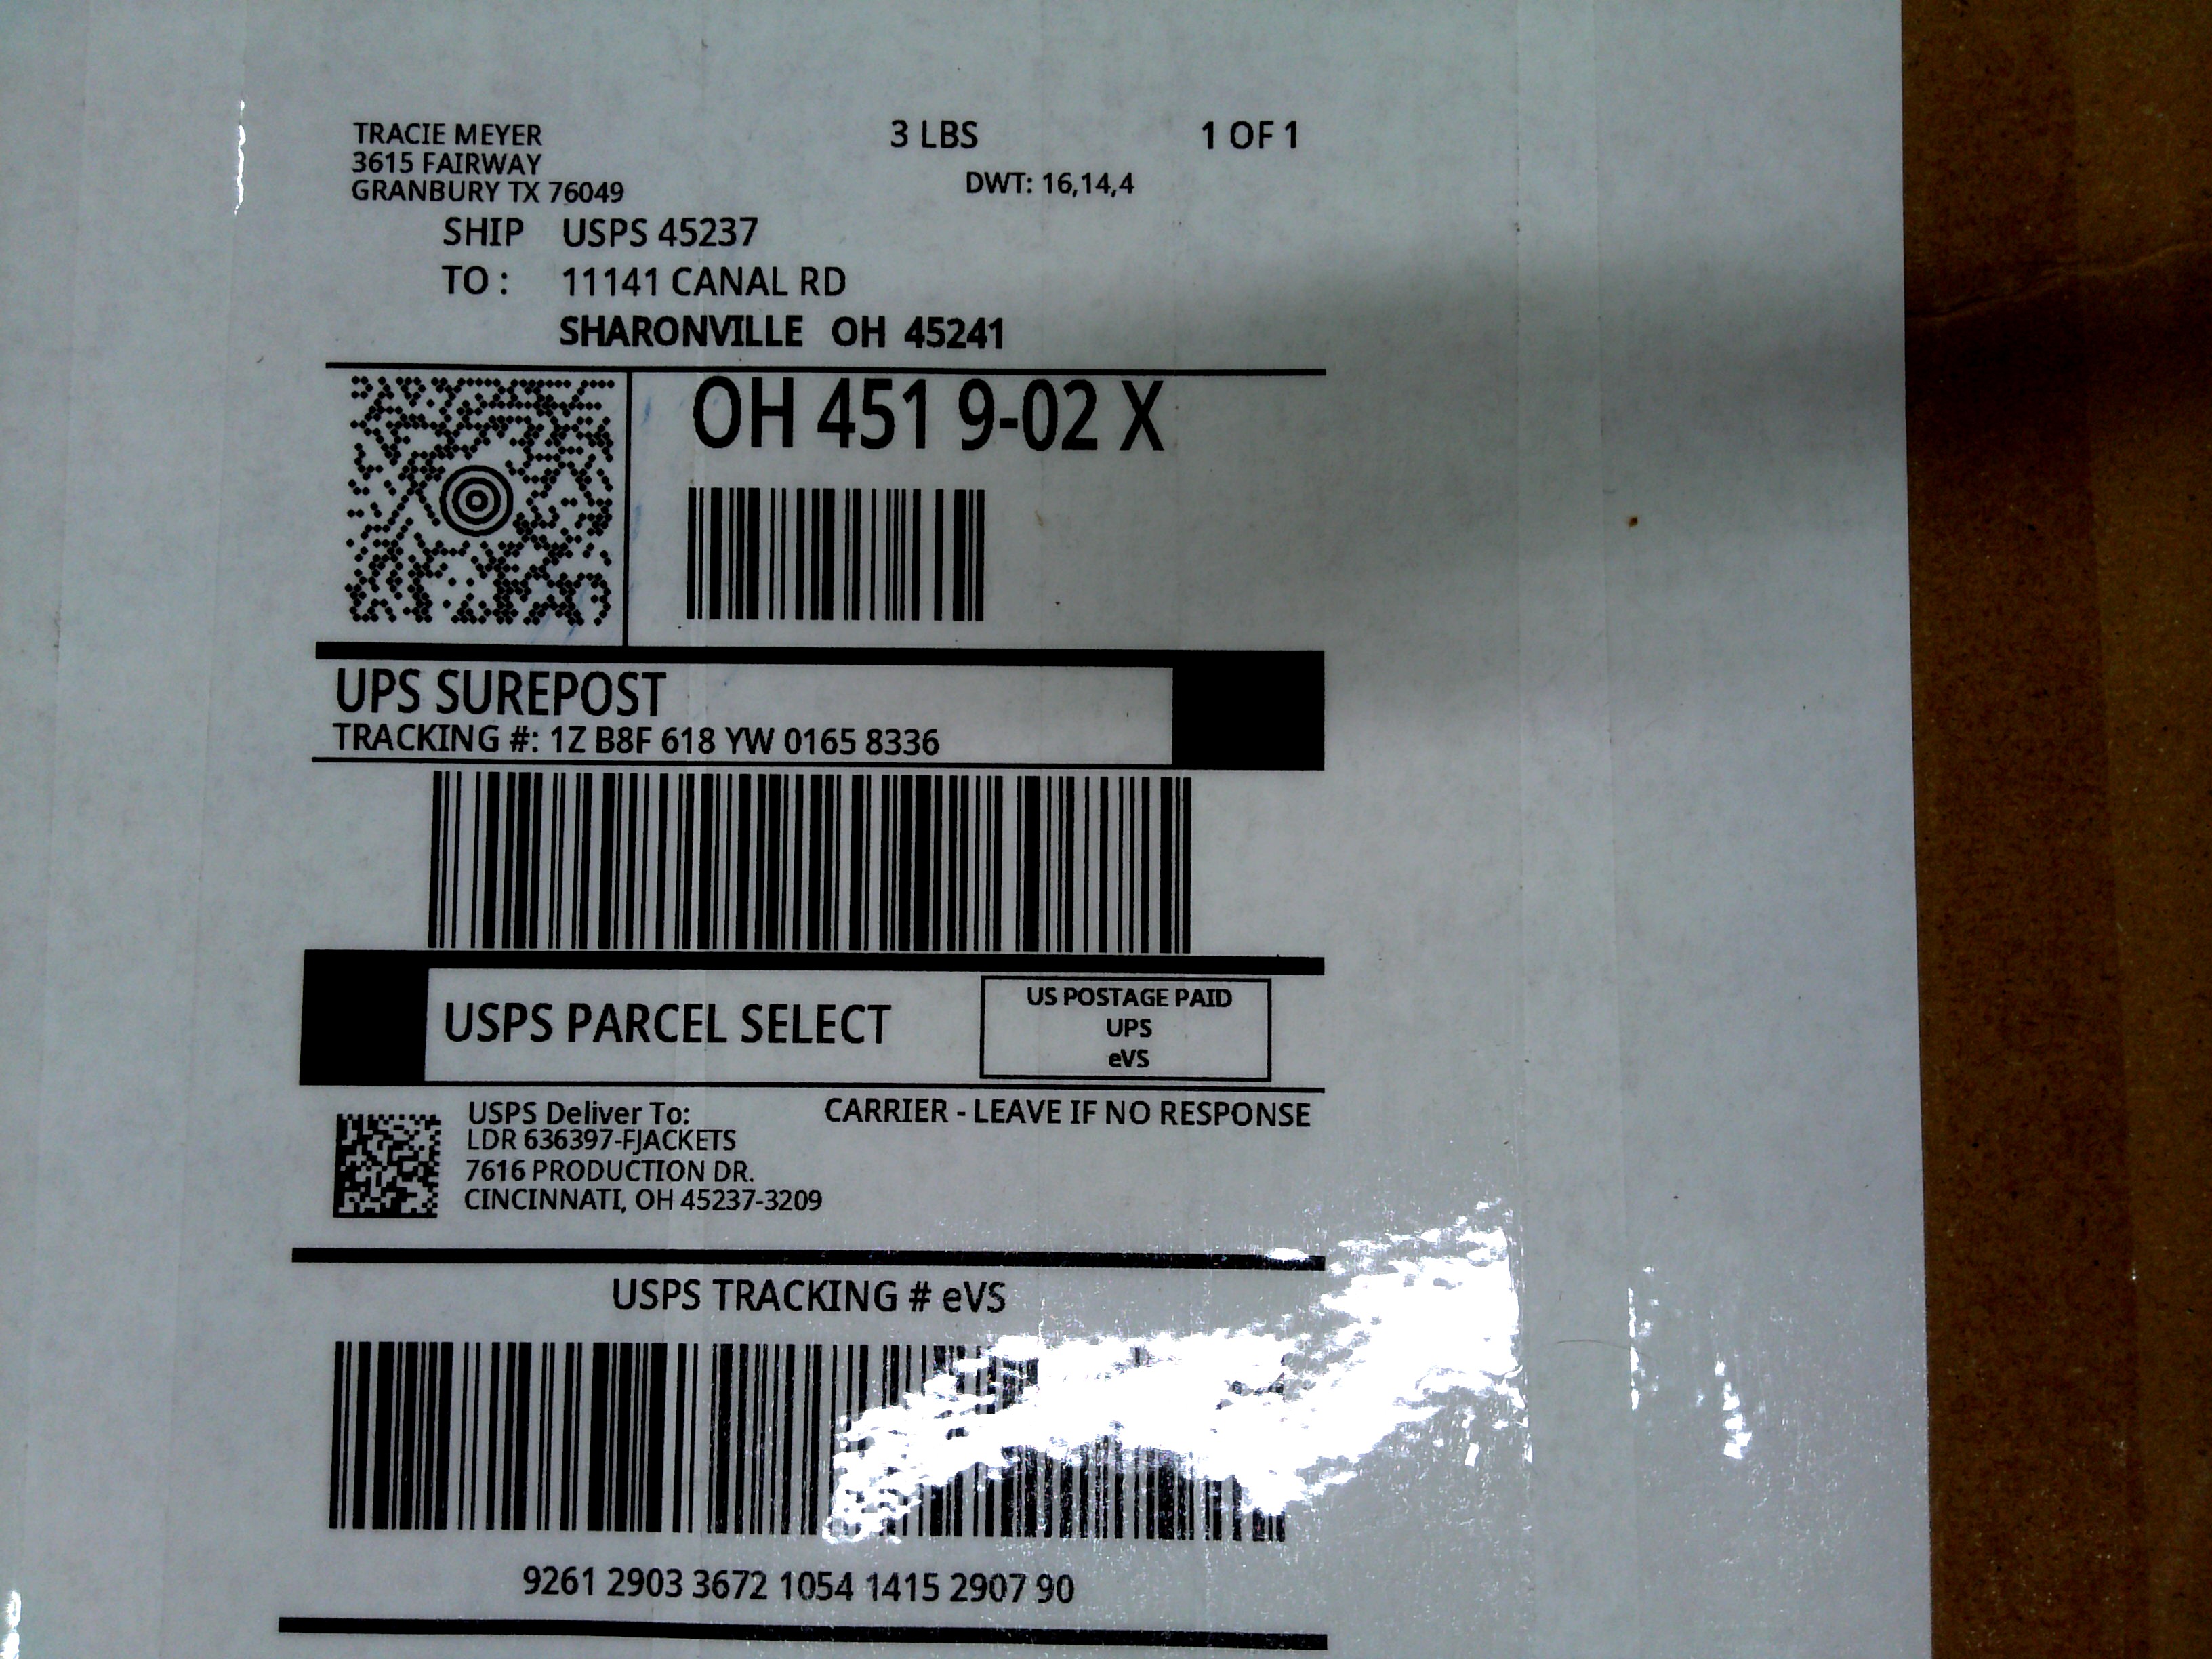 TRACIE MEYER
3615 FAIRWAY
GRANBURY TX 76049
3 LBS
1 OF 1
DWT: 16,14,4
SHIP USPS 45237
TO : 11141 CANAL RD
SHARONVILLE OH 45241
OH 451 9-02 X
UPS SUREPOST
TRACKING #: 1Z B8F 618 YW 0165 8336
USPS PARCEL SELECT
US POSTAGE PAID
UPS
eVS
USPS Deliver To:
CARRIER - LEAVE IF NO RESPONSE
LDR 636397-FJACKETS
7616 PRODUCTION DR.
CINCINNATI, OH 45237-3209
USPS TRACKING # eVS
9261 2903 3672 1054 1415 2907 90